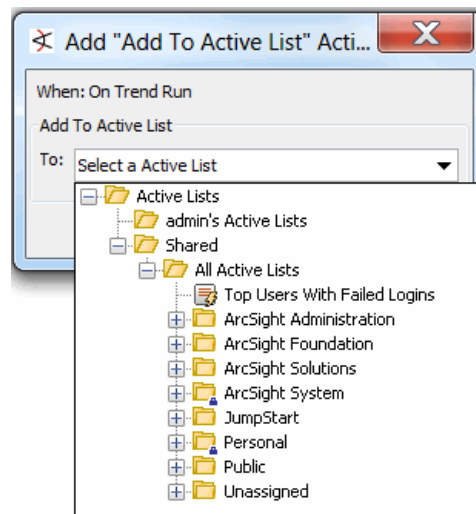 Add "Add To Active List" Acti...
When: On Trend Run
Add To Active List
To: Select a Active List
Active Lists
admin's Active Lists
Shared
All Active Lists
Top Users With Failed Logins
ArcSight Administration
ArcSight Foundation
ArcSight Solutions
ArcSight System
JumpStart
Personal
Public
Unassigned